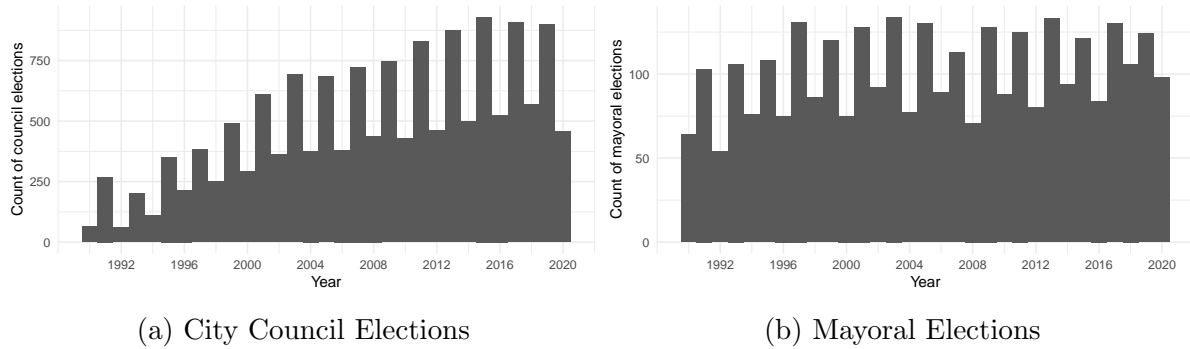 Count of council elections
750
500
250
0
1992 1996 2000 2004 2008 2012 2016 2020
Year
(a) City Council Elections
Count of mayoral elections
100
50
0
1992 1996 2000 2004 2008 2012 2016 2020
Year
(b) Mayoral Elections